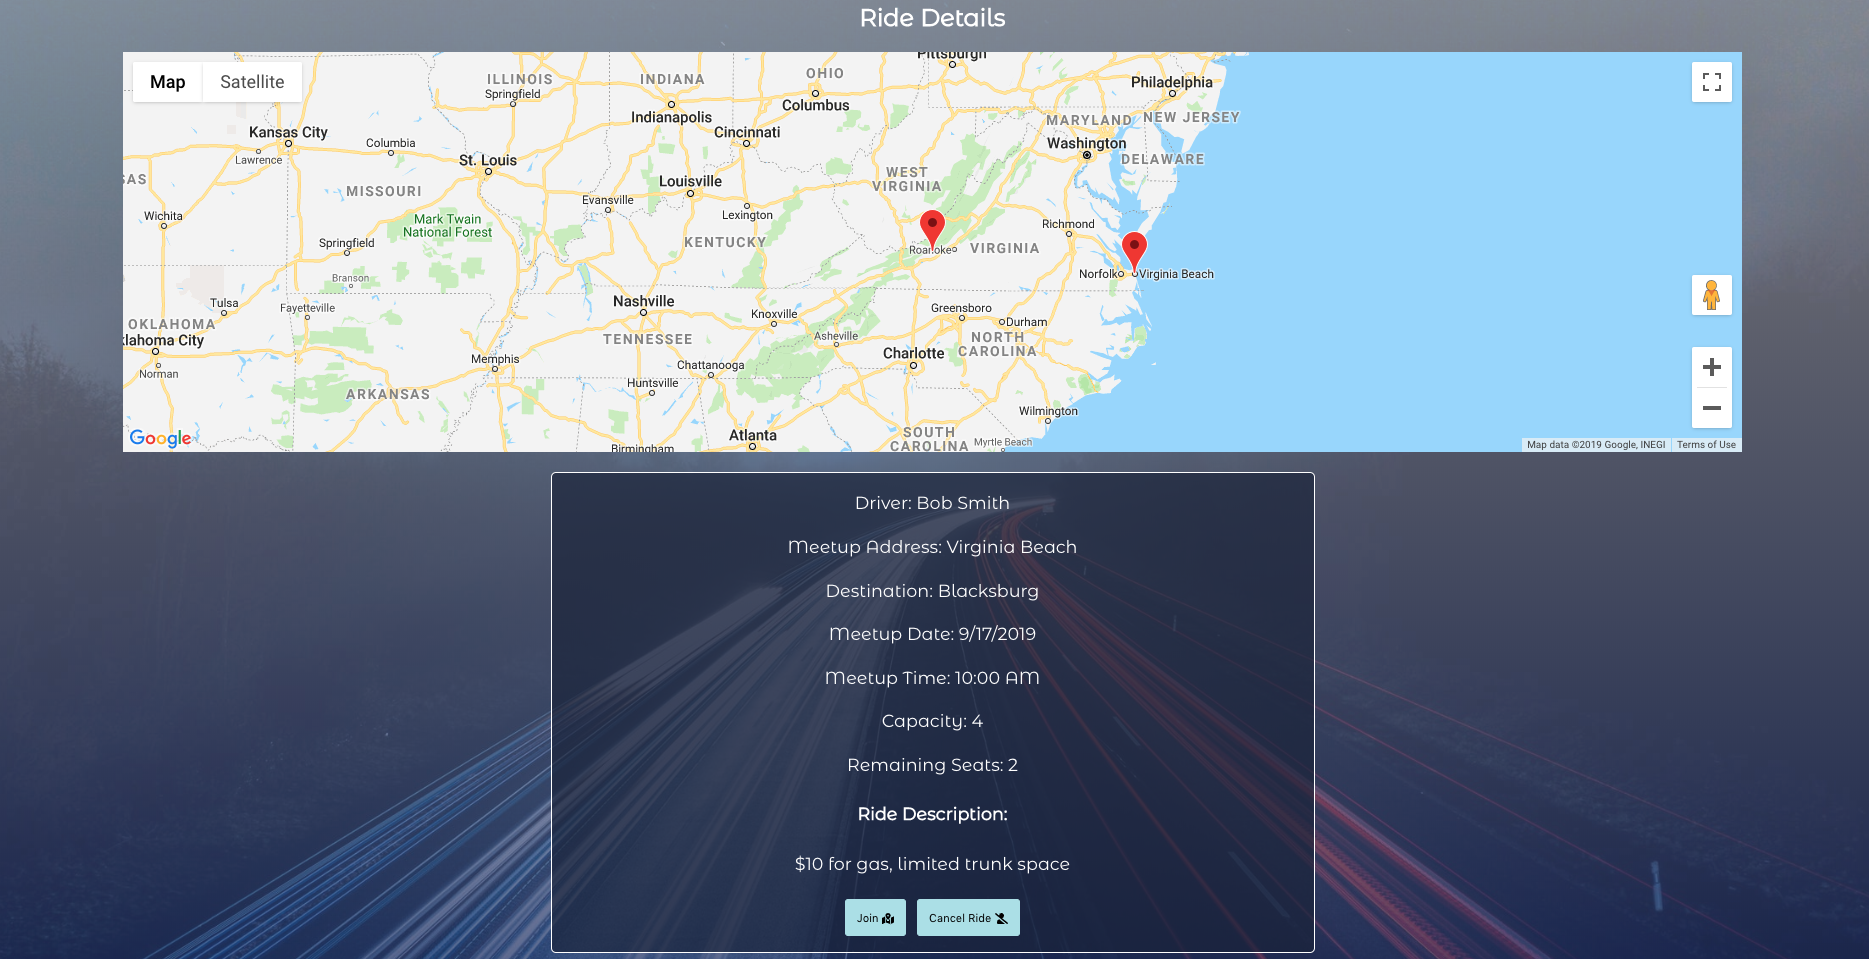 Ride Details
Map
Satellite
Pittsburgh
ILLINOIS
Springfield
INDIANA
OHIO
Columbus
Philadelphia
Indianapolis
Kansas City
Columbia
Cincinnati
MARYLAND
NEW JERSEY
Lawrence
St. Louis
Washington
DELAWARE
SAS
MISSOURI
Louisville
WEST
VIRGINIA
Wichita
Mark Twain
National Forest
Evansville
Lexington
Richmond
Springfield
KENTUCKY
Roanoke
VIRGINIA
Branson
Norfolk
Virginia Beach
Tulsa
Fayetteville
Nashville
Knoxville
Greensboro
Durham
OKLAHOMA
klahoma City
TENNESSEE
Asheville
NORTH
CAROLINA
Norman
Memphis
Chattanooga
Charlotte
ARKANSAS
Huntsville
Wilmington
Atlanta
SOUTH
CAROLINA
Myrtle Beach
Birmingham
Google
Map data ©2019 Google, INEGI
Terms of Use
Driver: Bob Smith
Meetup Address: Virginia Beach
Destination: Blacksburg
Meetup Date: 9/17/2019
Meetup Time: 10:00 AM
Capacity: 4
Remaining Seats: 2
Ride Description:
$10 for gas, limited trunk space
Join
Cancel Ride